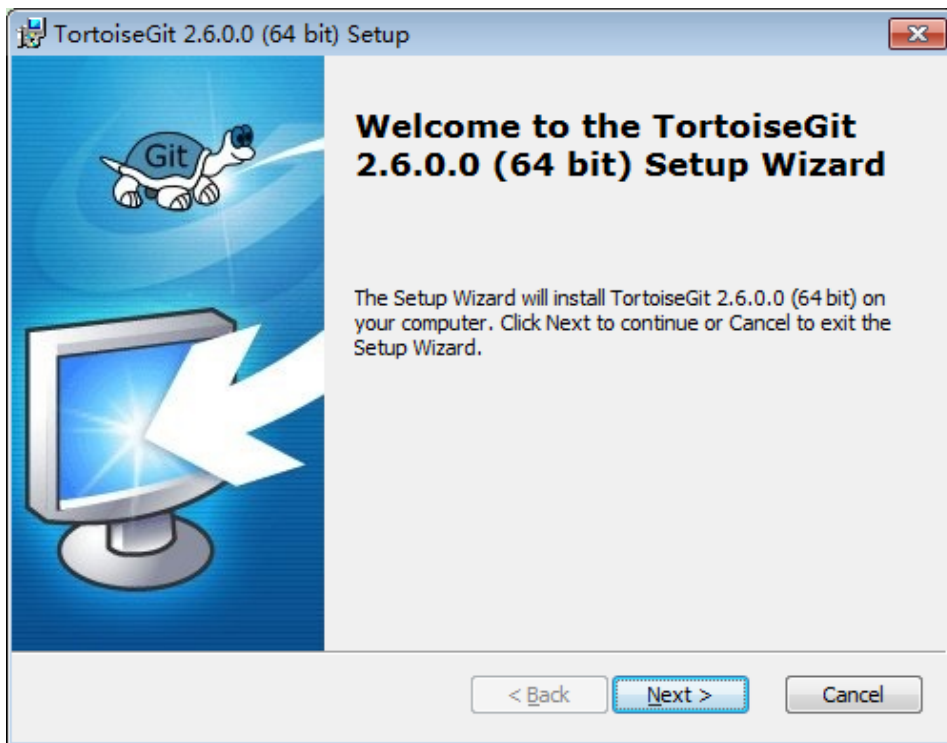 TortoiseGit 2.6.0.0 (64 bit) Setup
Git
Welcome to the TortoiseGit
2.6.0.0 (64 bit) Setup Wizard
The Setup Wizard will install TortoiseGit 2.6.0.0 (64 bit) on
your computer. Click Next to continue or Cancel to exit the
Setup Wizard.
< Back
Next >
Cancel